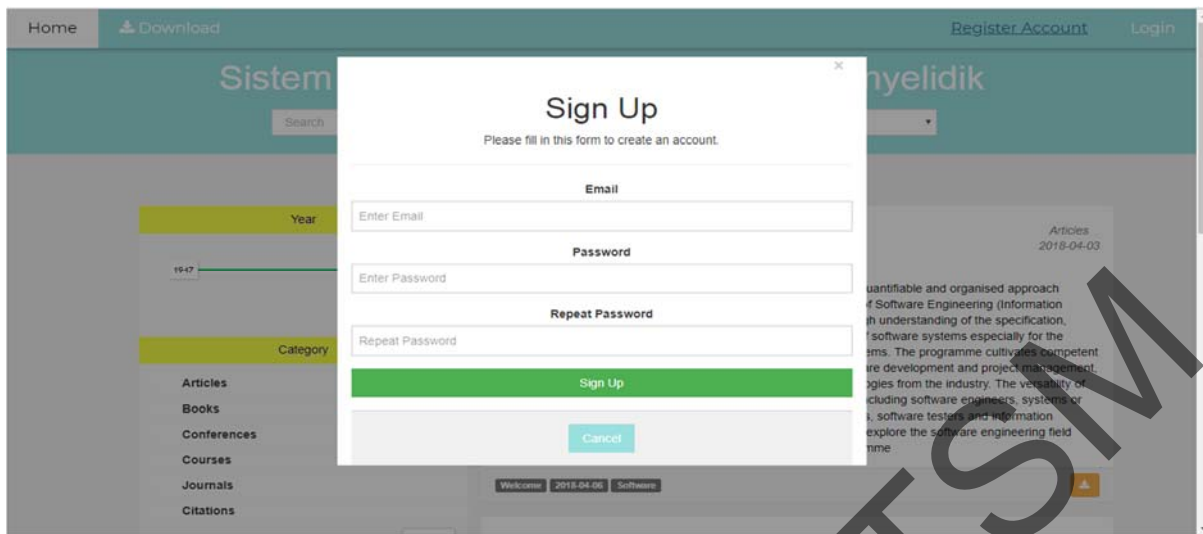 Home Download Register Account Login
Sistem nyelidik
Search
×
Sign Up
Please fill in this form to create an account.
Email
Enter Email
Password
Enter Password
Repeat Password
Repeat Password
Sign Up
Cancel
Year
1947
Category
Articles
Books
Conferences
Courses
Journals
Citations
Articles
2018-04-03
uantifiable and organised approach
f Software Engineering (Information
h understanding of the specification,
software systems especially for the
ems. The programme cultivates competent
re development and project management,
ogies from the industry. The versatility of
cluding software engineers, systems or
, software testers and information
explore the software engineering field
mme
Welcome 2018-04-06 Software
TSM